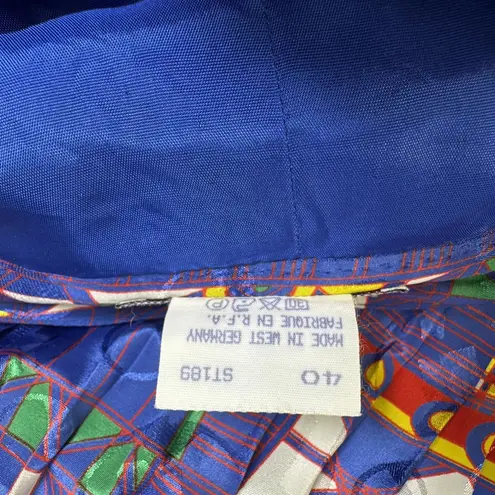 40 ST189
MADE IN WEST GERMANY
FABRIQUE EN R.F.A.